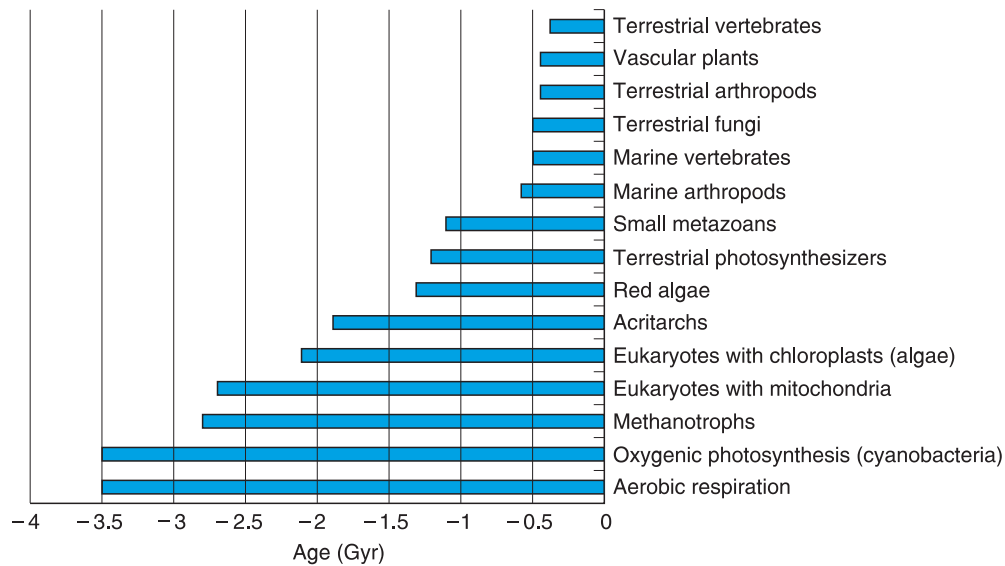 Terrestrial vertebrates
Vascular plants
Terrestrial arthropods
Terrestrial fungi
Marine vertebrates
Marine arthropods
Small metazoans
Terrestrial photosynthesizers
Red algae
Acritarchs
Eukaryotes with chloroplasts (algae)
Eukaryotes with mitochondria
Methanotrophs
Oxygenic photosynthesis (cyanobacteria)
Aerobic respiration
−4 −3.5 −3 −2.5 −2 −1.5 −1 −0.5 0
Age (Gyr)